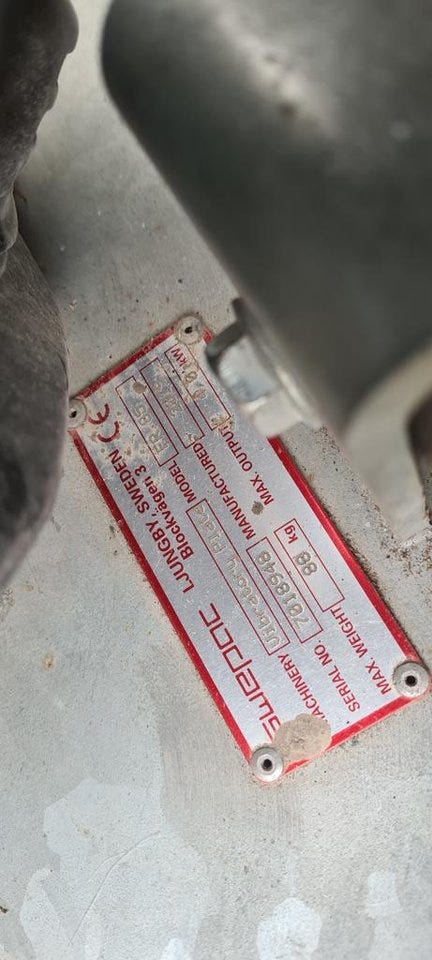 swepac LJUNGBY, SWEDEN CE
Blockvägen 3
MACHINERY Vibratory Plate MODEL
SERIAL NO. 7018948 MANUFACTURED
MAX. WEIGHT 88 kg MAX. OUTPUT kW